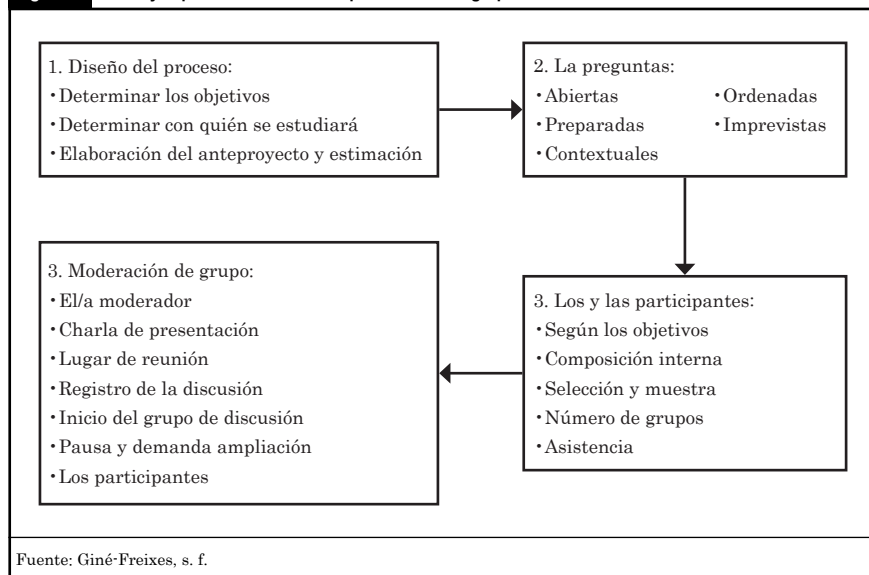 1. Diseño del proceso:
•Determinar los objetivos
•Determinar con quién se estudiará
•Elaboración del anteproyecto y estimación
2. La preguntas:
•Abiertas •Ordenadas
•Preparadas •Imprevistas
•Contextuales
3. Los y las participantes:
•Según los objetivos
•Composición interna
•Selección y muestra
•Número de grupos
•Asistencia
3. Moderación de grupo:
•El/a moderador
•Charla de presentación
•Lugar de reunión
•Registro de la discusión
•Inicio del grupo de discusión
•Pausa y demanda ampliación
•Los participantes
Fuente: Giné-Freixes, s. f.